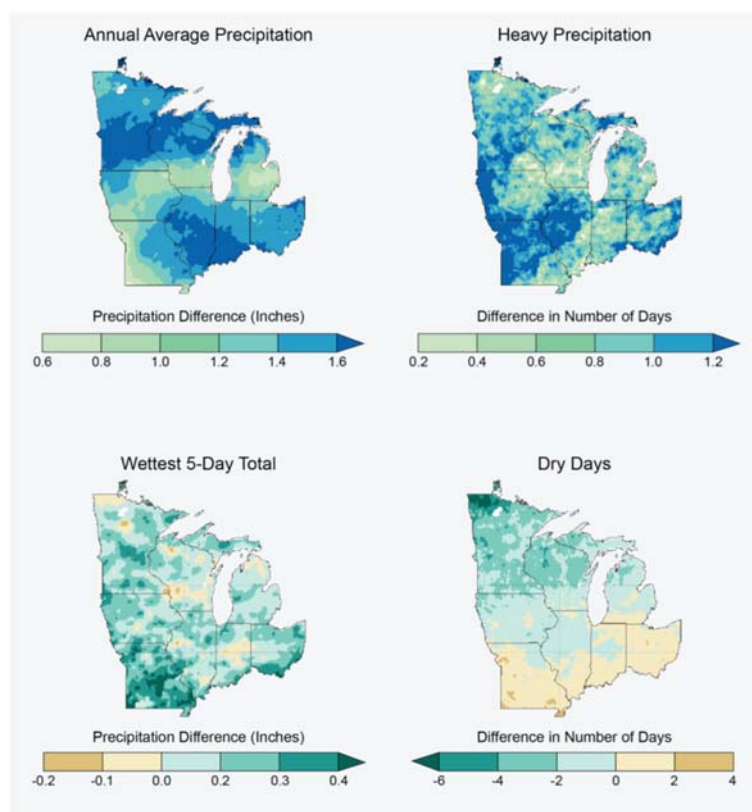 Annual Average Precipitation
Heavy Precipitation
Precipitation Difference (Inches)
0.6 0.8 1.0 1.2 1.4 1.6
Difference in Number of Days
0.2 0.4 0.6 0.8 1.0 1.2
Wettest 5-Day Total
Dry Days
Precipitation Difference (Inches)
-0.2 -0.1 0.0 0.2 0.3 0.4
Difference in Number of Days
-6 -4 -2 0 2 4